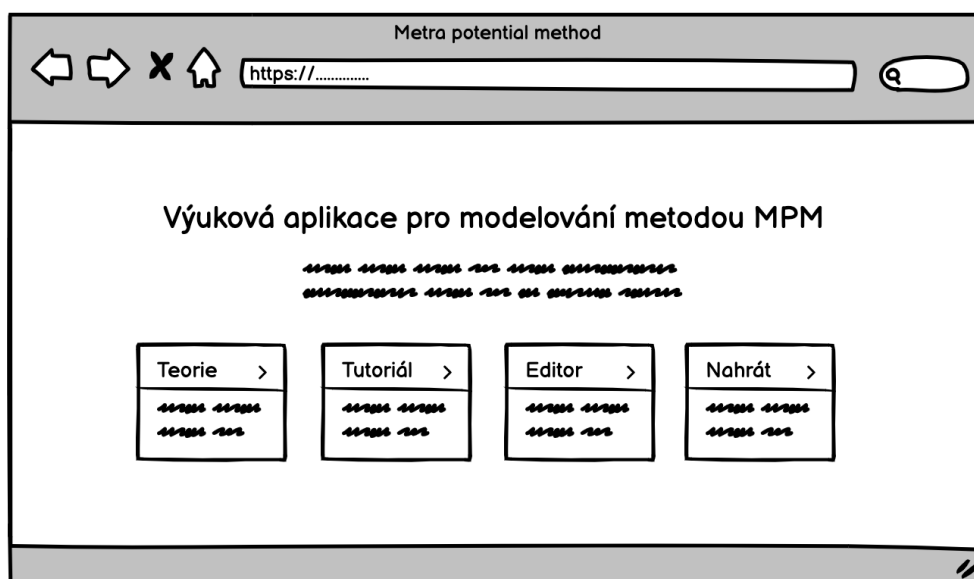 Metra potential method
https://..............
Výuková aplikace pro modelování metodou MPM
Teorie >
Tutoriál >
Editor >
Nahrát >